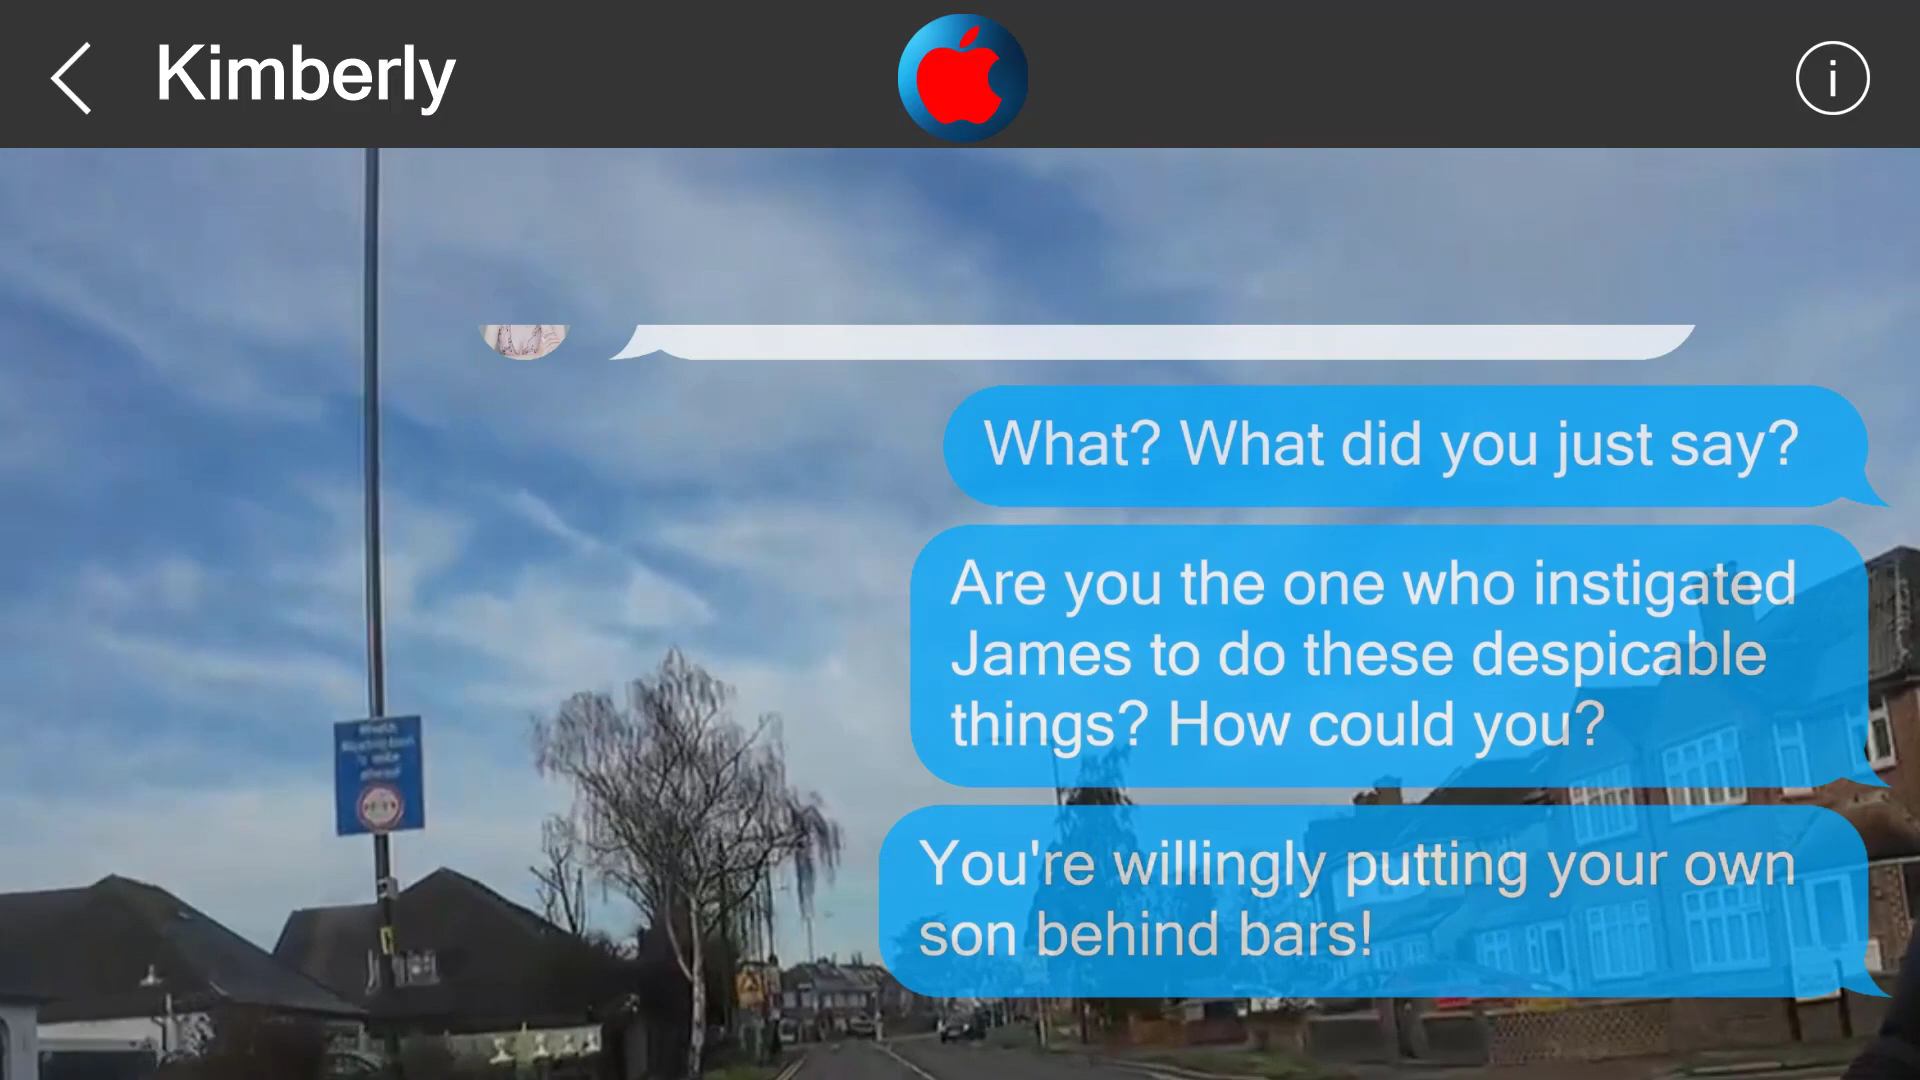 Kimberly
What? What did you just say?
Are you the one who instigated
James to do these despicable
things? How could you?
You're willingly putting your own
son behind bars!